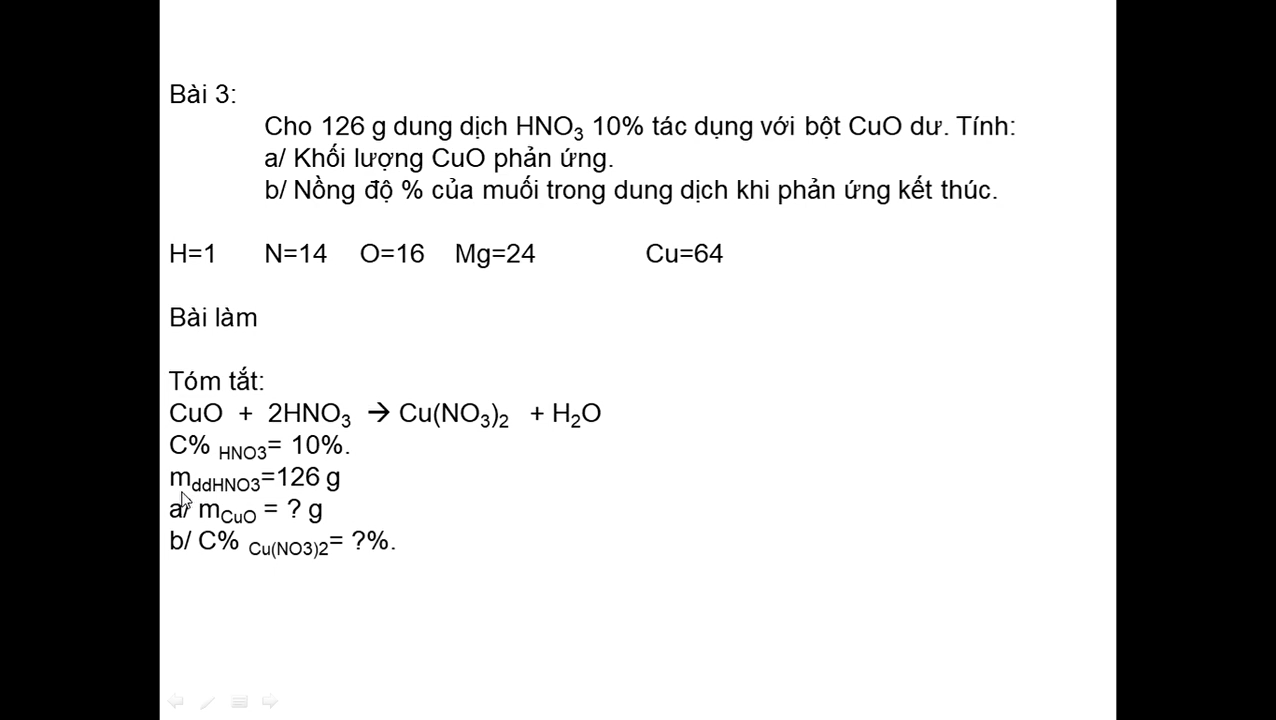 Bài 3:
Cho 126 g dung dịch HNO₃ 10% tác dụng với bột CuO dư. Tính:
a/ Khối lượng CuO phản ứng.
b/ Nồng độ % của muối trong dung dịch khi phản ứng kết thúc.
H=1 N=14 O=16 Mg=24 Cu=64
Bài làm
Tóm tắt:
CuO + 2HNO₃ → Cu(NO₃)₂ + H₂O
C% HNO3= 10%.
mddHNO3=126 g
a/ mCuO = ? g
b/ C% Cu(NO3)2= ?%.